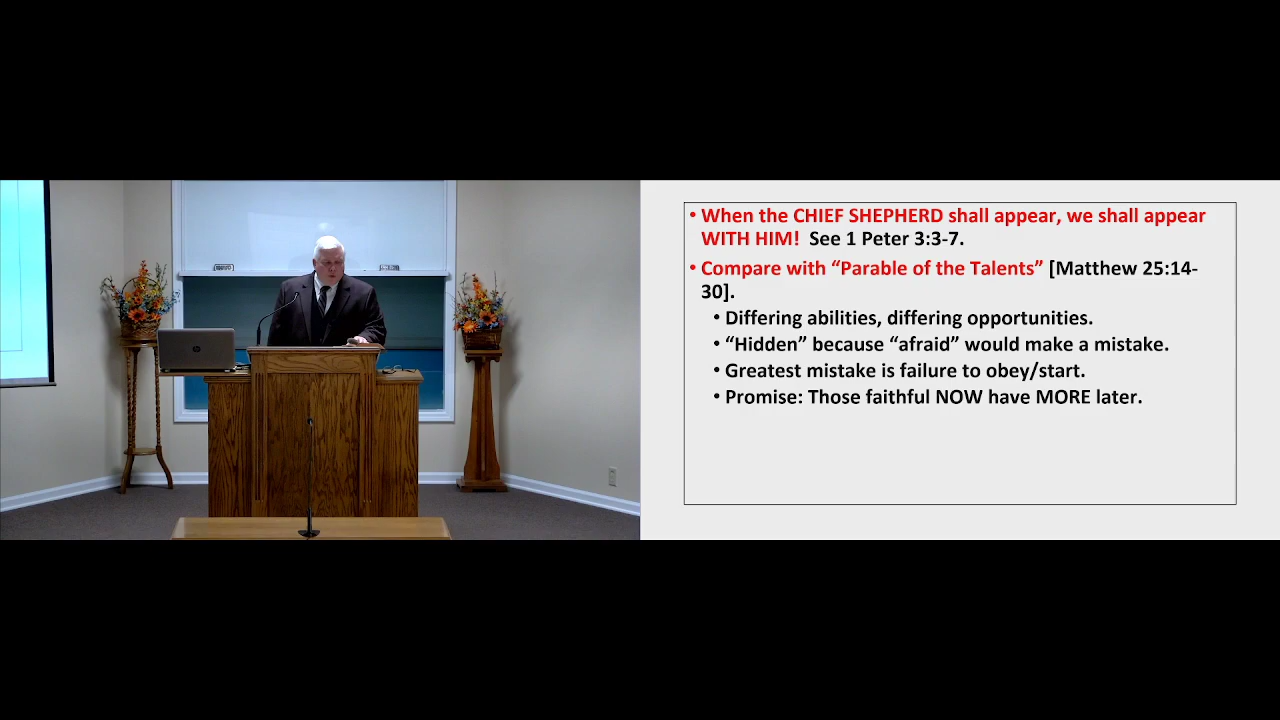 • When the CHIEF SHEPHERD shall appear, we shall appear
WITH HIM! See 1 Peter 3:3-7.
• Compare with “Parable of the Talents” [Matthew 25:14-
30].
• Differing abilities, differing opportunities.
• “Hidden” because “afraid” would make a mistake.
• Greatest mistake is failure to obey/start.
• Promise: Those faithful NOW have MORE later.